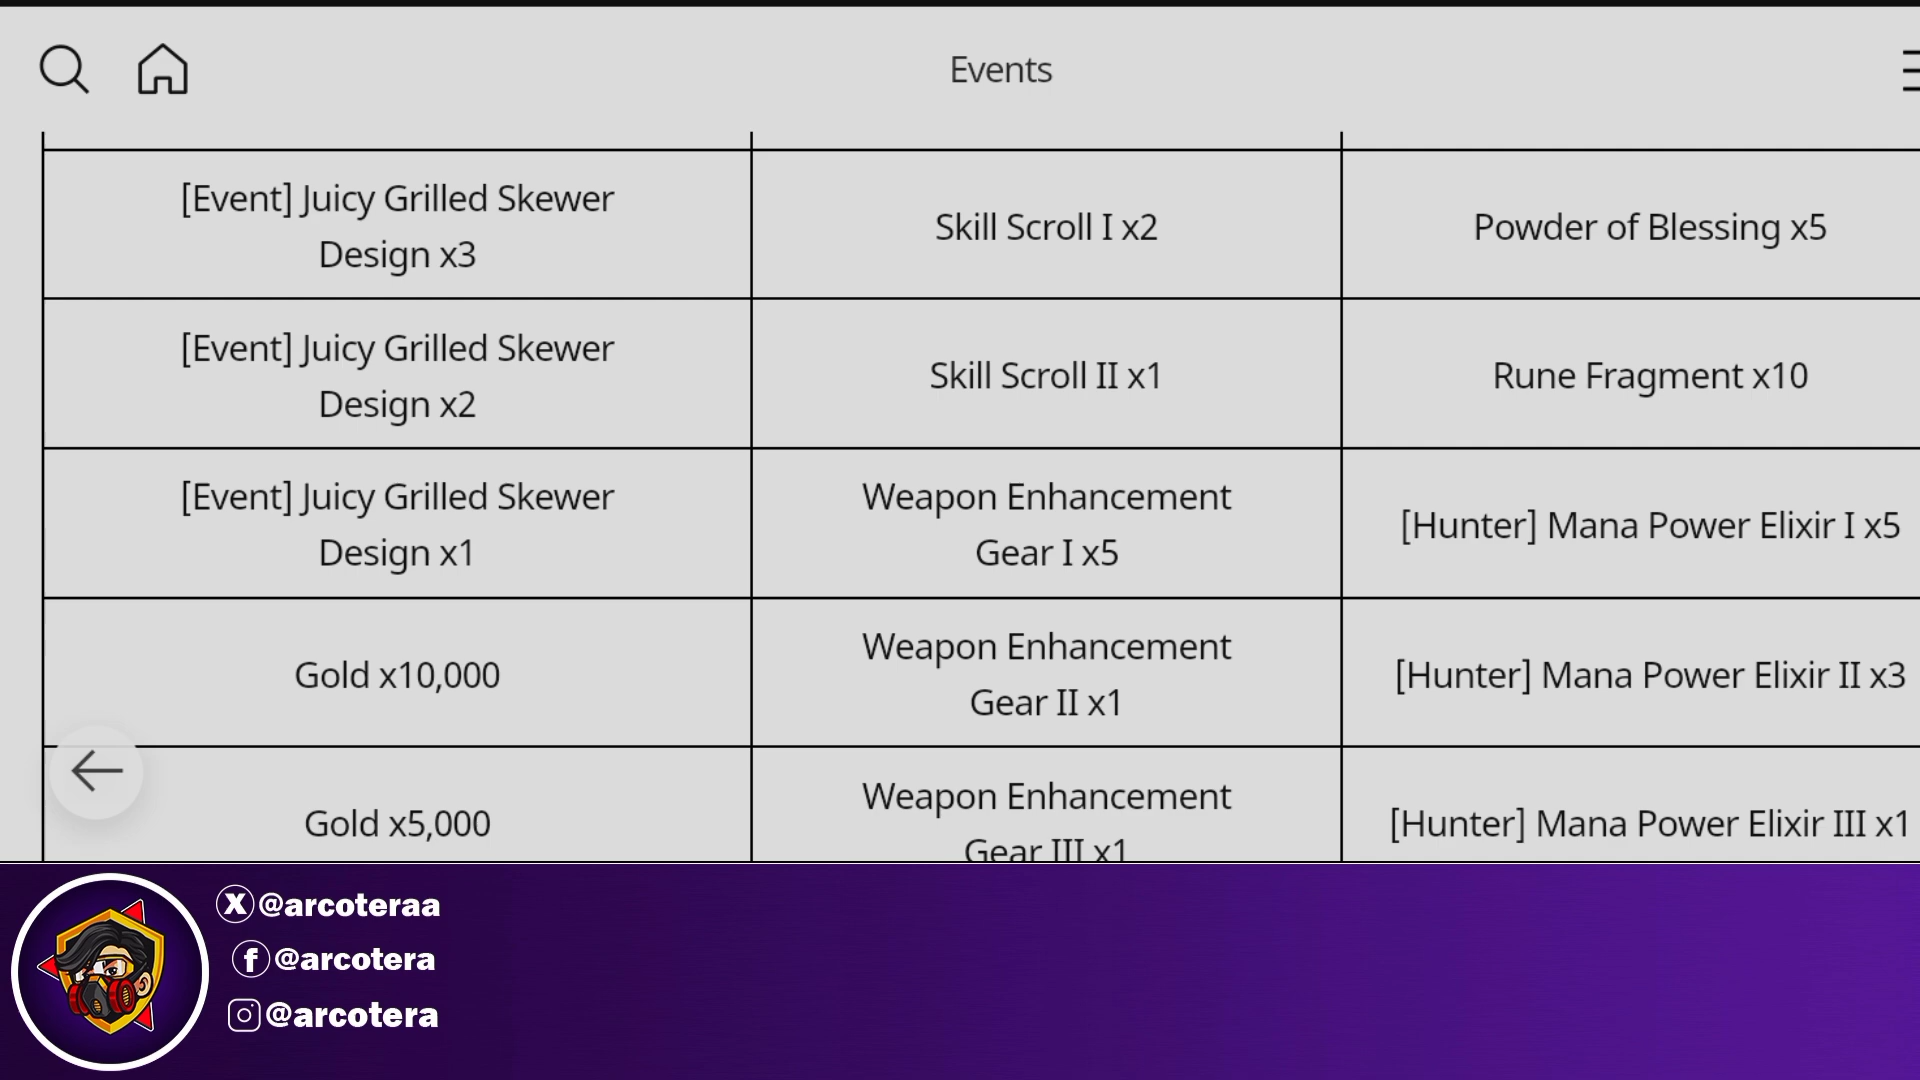 Events
[Event] Juicy Grilled Skewer
Design x3
Skill Scroll I x2
Powder of Blessing x5
[Event] Juicy Grilled Skewer
Design x2
Skill Scroll II x1
Rune Fragment x10
[Event] Juicy Grilled Skewer
Design x1
Weapon Enhancement
Gear I x5
[Hunter] Mana Power Elixir I x5
Gold x10,000
Weapon Enhancement
Gear II x1
[Hunter] Mana Power Elixir II x3
Gold x5,000
Weapon Enhancement
Gear III x1
[Hunter] Mana Power Elixir III x1
@arcoteraa
@arcotera
@arcotera